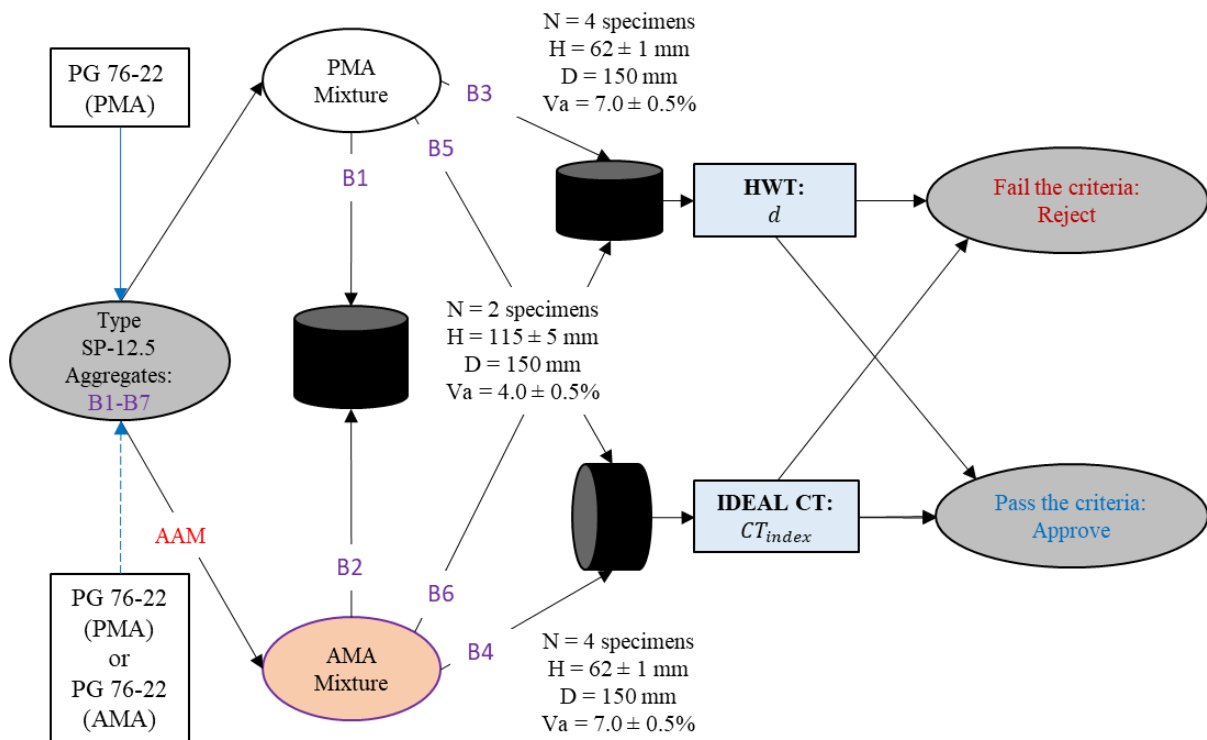 PG 76-22
(PMA)
PMA
Mixture
N = 4 specimens
H = 62 ± 1 mm
D = 150 mm
Va = 7.0 ± 0.5%
B3
B5
B1
HWT:
d
Fail the criteria:
Reject
Type
SP-12.5
Aggregates:
B1-B7
N = 2 specimens
H = 115 ± 5 mm
D = 150 mm
Va = 4.0 ± 0.5%
IDEAL CT:
CT_index
Pass the criteria:
Approve
AAM
B2
B6
B4
PG 76-22
(PMA)
or
PG 76-22
(AMA)
AMA
Mixture
N = 4 specimens
H = 62 ± 1 mm
D = 150 mm
Va = 7.0 ± 0.5%